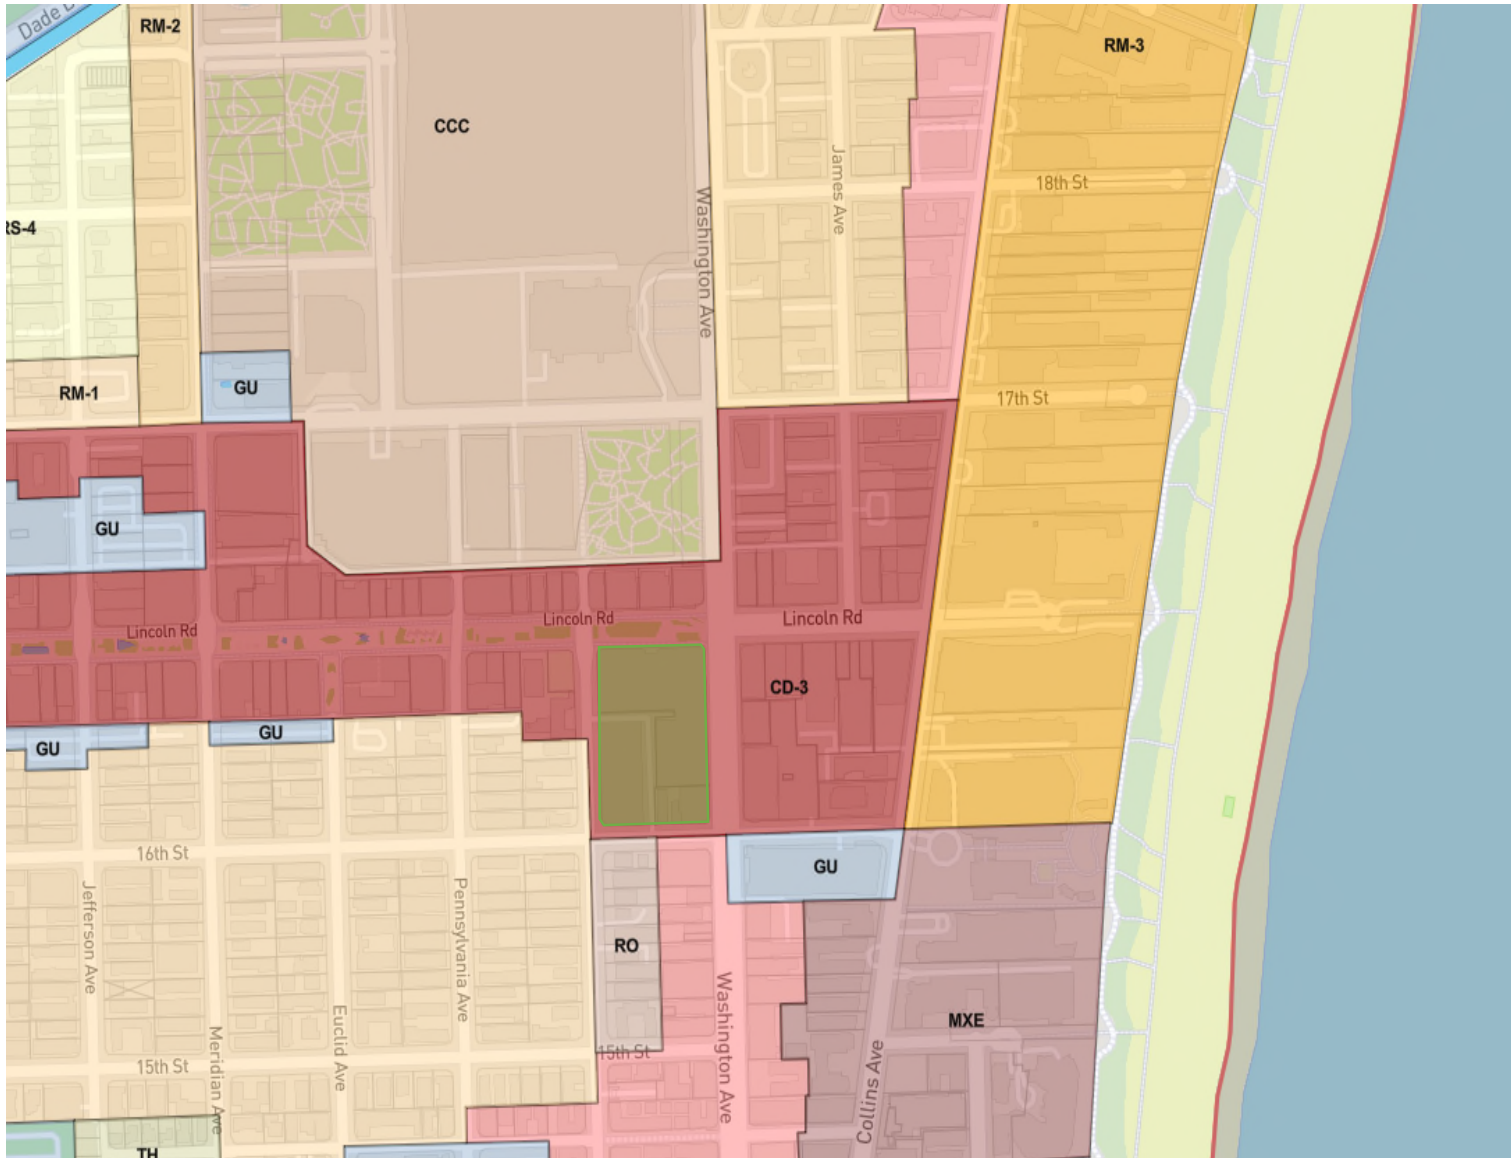 Dade B
RM-2
RM-3
CCC
James Ave
18th St
Washington Ave
RS-4
RM-1
GU
17th St
GU
Lincoln Rd
Lincoln Rd
Lincoln Rd
CD-3
GU
GU
16th St
GU
Jefferson Ave
Pennsylvania Ave
RO
Washington Ave
Euclid Ave
MXE
Meridian Ave
15th St
15th St
Collins Ave
TH